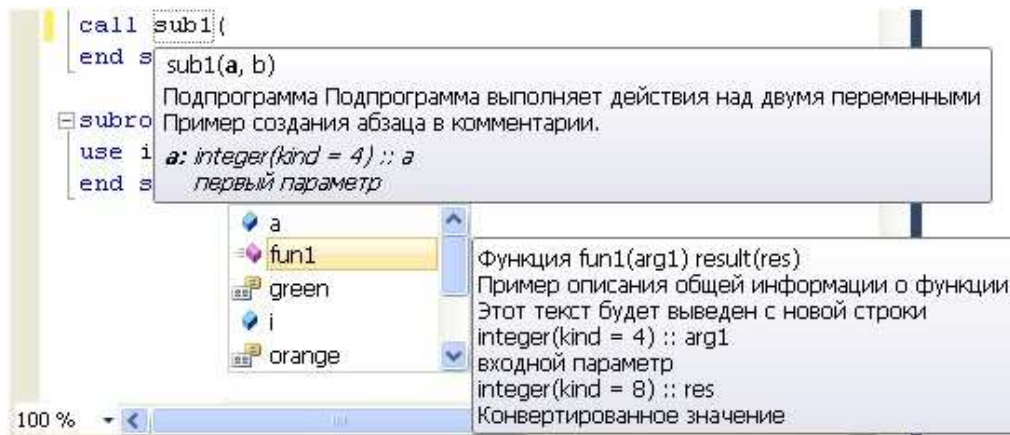 call sub1(
end s
sub1(a, b)
Подпрограмма Подпрограмма выполняет действия над двумя переменными
Пример создания абзаца в комментарии.
a: integer(kind = 4) :: a
первый параметр
subro
use i
end s
a
fun1
green
i
orange
Функция fun1(arg1) result(res)
Пример описания общей информации о функции
Этот текст будет выведен с новой строки
integer(kind = 4) :: arg1
входной параметр
integer(kind = 8) :: res
Конвертированное значение
100 %